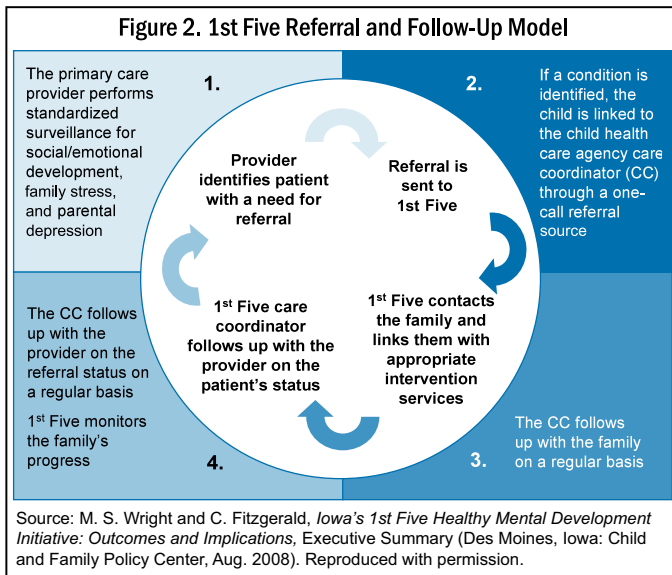 Figure 2. 1st Five Referral and Follow-Up Model
The primary care
provider performs
standardized
surveillance for
social/emotional
development,
family stress,
and parental
depression
1.
Provider
identifies patient
with a need for
referral
2.
If a condition is
identified, the
child is linked to
the child health
care agency care
coordinator (CC)
through a one-
call referral
source
Referral is
sent to
1st Five
1st Five contacts
the family and
links them with
appropriate
intervention
services
3.
The CC follows
up with the family
on a regular basis
1st Five care
coordinator
follows up with the
provider on the
patient's status
The CC follows
up with the
provider on the
referral status on
a regular basis
1st Five monitors
the family's
progress
4.
Source: M. S. Wright and C. Fitzgerald, Iowa's 1st Five Healthy Mental Development
Initiative: Outcomes and Implications, Executive Summary (Des Moines, Iowa: Child
and Family Policy Center, Aug. 2008). Reproduced with permission.